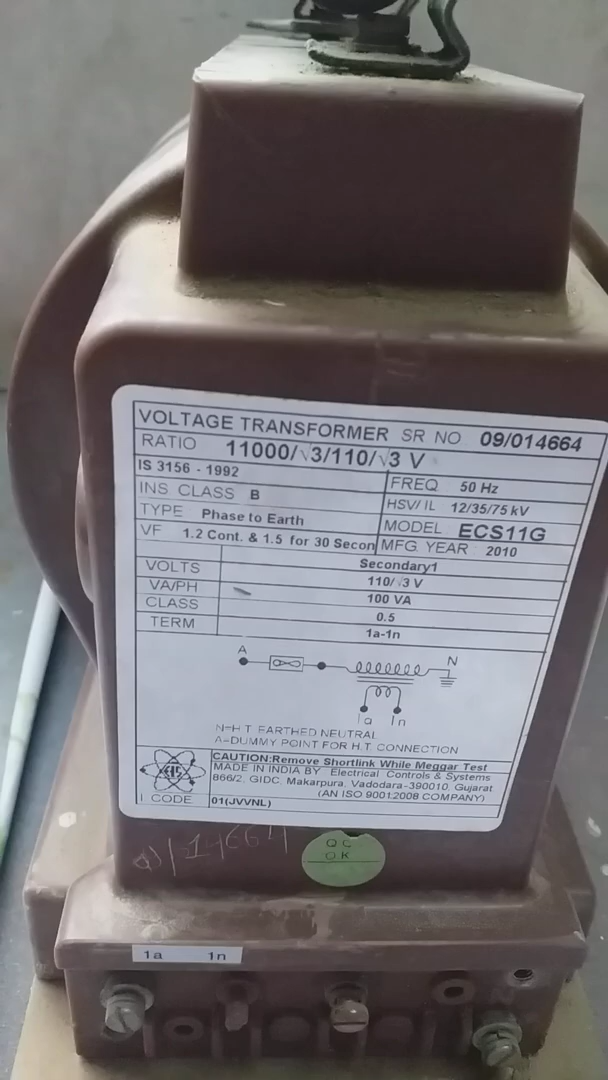 VOLTAGE TRANSFORMER SR NO 09/014664
RATIO 11000/√3/110/√3 V
IS 3156 - 1992
FREQ 50 Hz
INS CLASS B
HSV/ IL 12/35/75 kV
TYPE Phase to Earth
MODEL ECS11G
VF 1.2 Cont. & 1.5 for 30 Secon
MFG. YEAR 2010
Secondary1
VOLTS 110/√3 V
VA/PH 100 VA
CLASS 0.5
TERM 1a-1n
A N
1a 1n
N=H.T. EARTHED NEUTRAL
A=DUMMY POINT FOR H.T. CONNECTION
CAUTION:Remove Shortlink While Meggar Test
MADE IN INDIA BY Electrical Controls & Systems
866/2, GIDC, Makarpura, Vadodara-390010, Gujarat
(AN ISO 9001:2008 COMPANY)
I CODE 01(JVVNL)
QC
OK
1a 1n